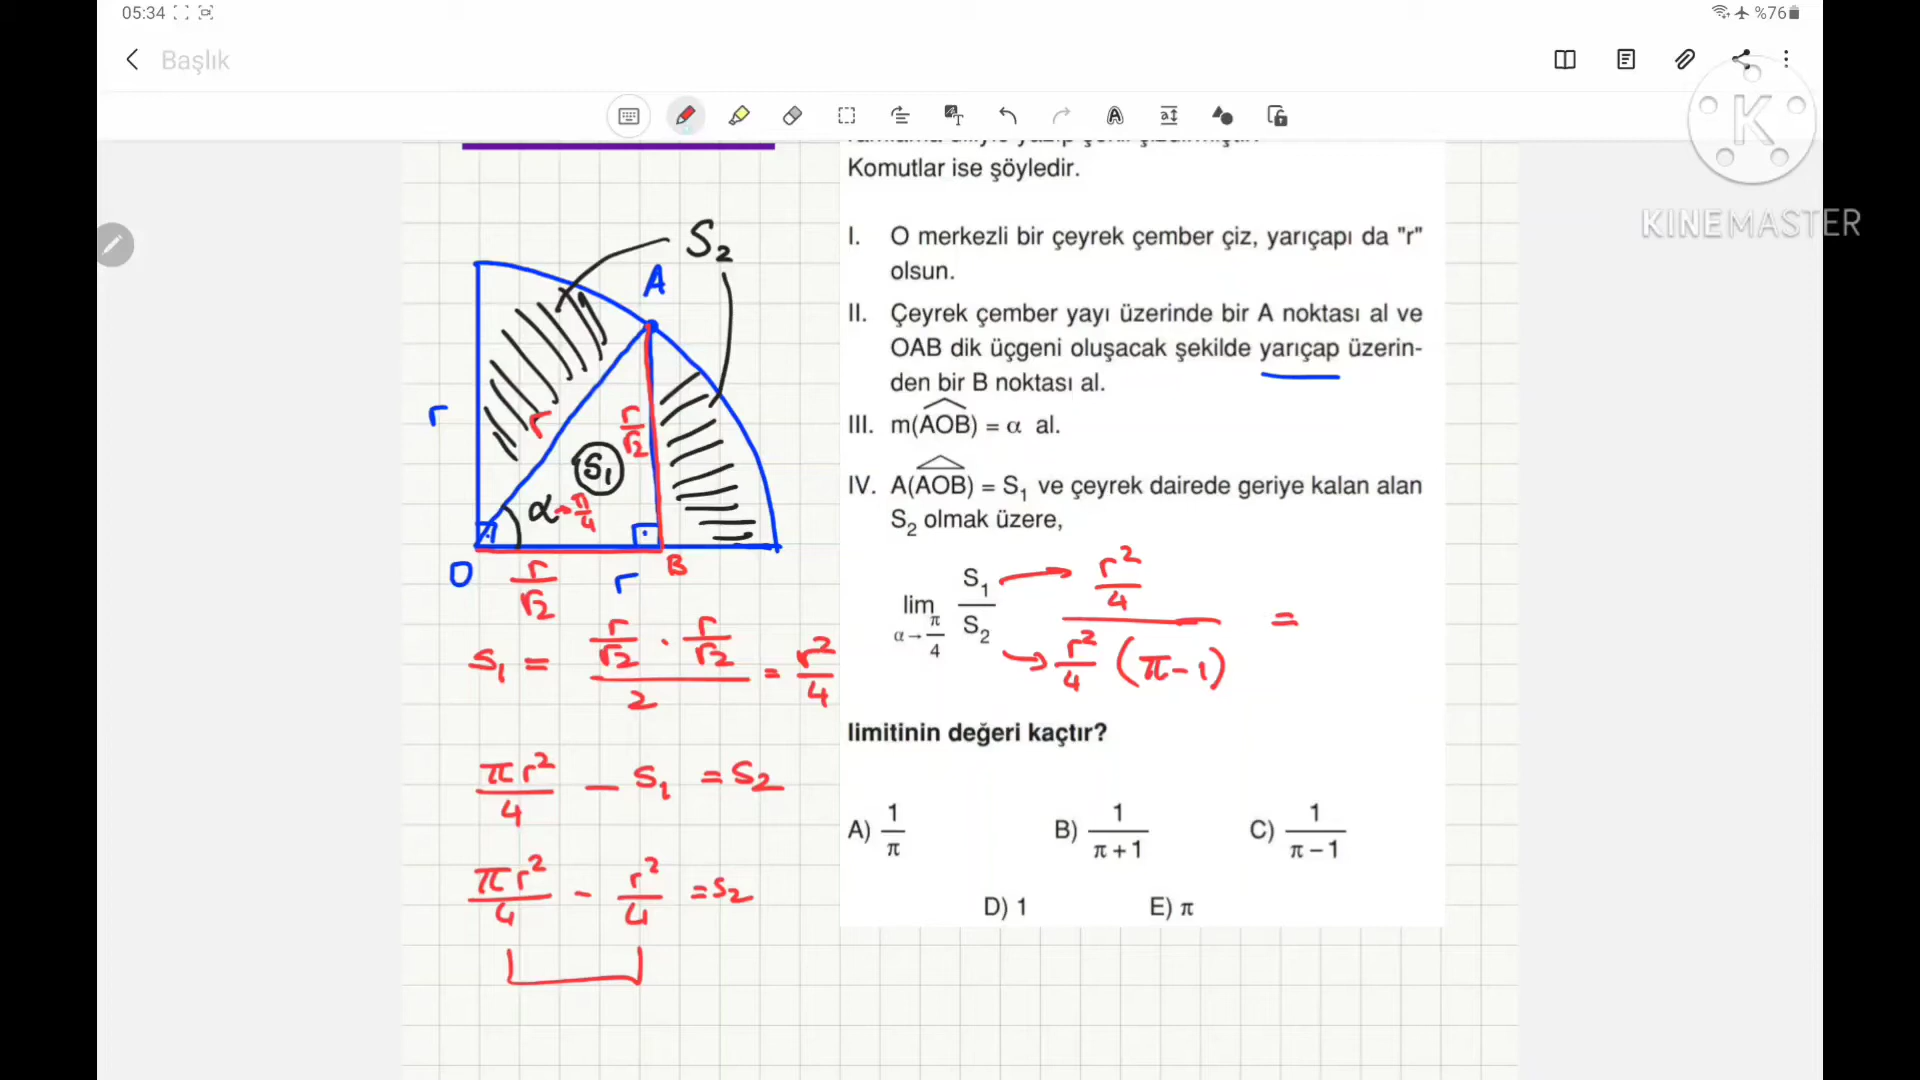 05:34
%76
Başlık
KINEMASTER
Komutlar ise şöyledir.
I. O merkezli bir çeyrek çember çiz, yarıçapı da "r"
olsun.
II. Çeyrek çember yayı üzerinde bir A noktası al ve
OAB dik üçgeni oluşacak şekilde yarıçap üzerin-
den bir B noktası al.
III. m(AOB) = α al.
IV. A(AOB) = S₁ ve çeyrek dairede geriye kalan alan
S₂ olmak üzere,
lim α→π/4 S₁/S₂ → (r²/4) / (r²/4 (π-1)) =
limitinin değeri kaçtır?
A) 1/π B) 1/(π+1) C) 1/(π-1)
D) 1 E) π
S₂
A
r
r
r/√2
S₁
α→π/4
O
r/√2
r
B
S₁ = (r/√2 · r/√2)/2 = r²/4
πr²/4 - S₁ = S₂
πr²/4 - r²/4 = S₂